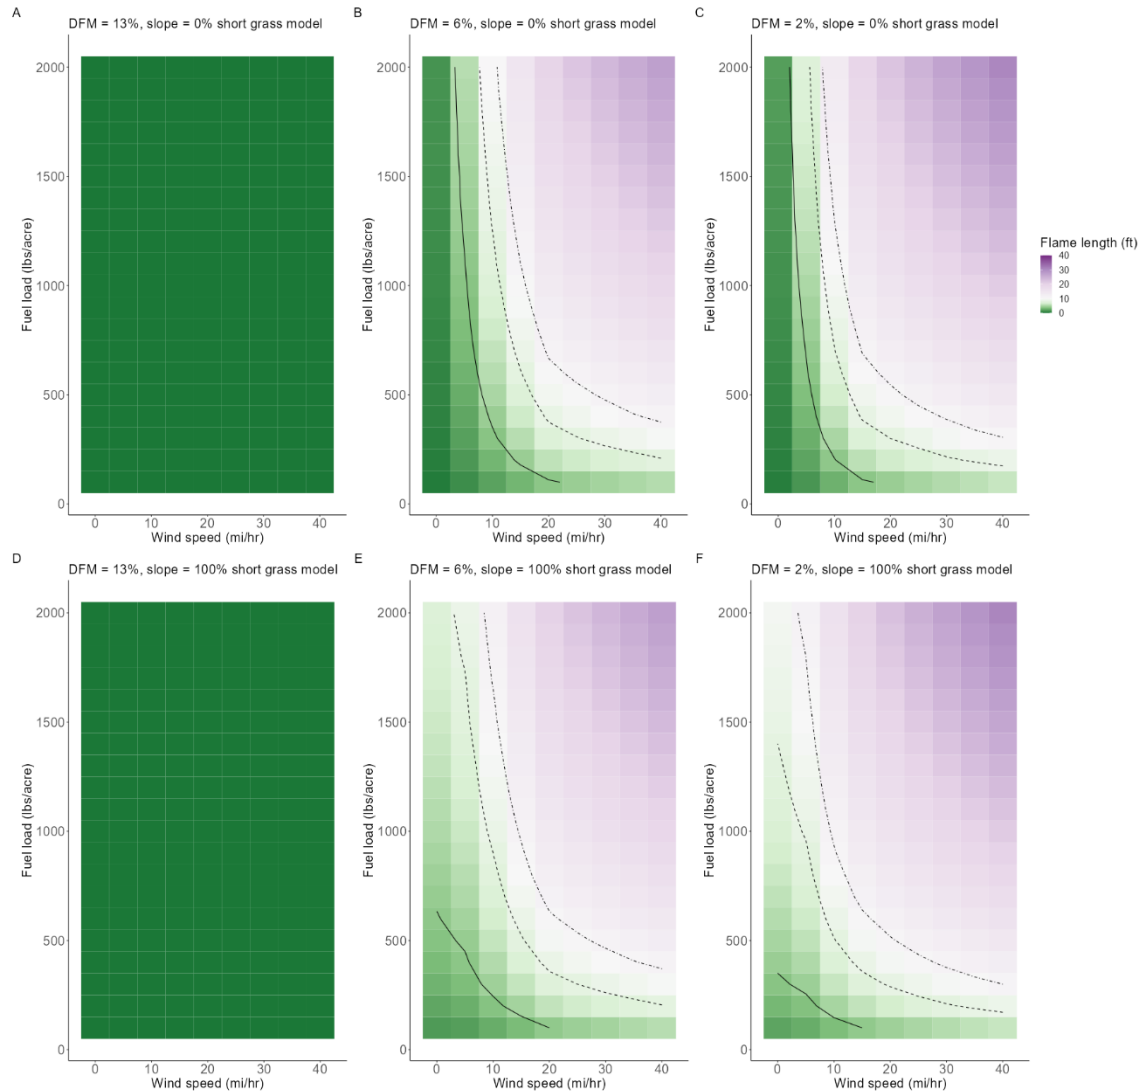 A
DFM = 13%, slope = 0% short grass model
Fuel load (lbs/acre)
2000
1500
1000
500
0
0 10 20 30 40
Wind speed (mi/hr)
B
DFM = 6%, slope = 0% short grass model
Fuel load (lbs/acre)
2000
1500
1000
500
0
0 10 20 30 40
Wind speed (mi/hr)
C
DFM = 2%, slope = 0% short grass model
Fuel load (lbs/acre)
2000
1500
1000
500
0
0 10 20 30 40
Wind speed (mi/hr)
Flame length (ft)
40
30
20
10
0
D
DFM = 13%, slope = 100% short grass model
Fuel load (lbs/acre)
2000
1500
1000
500
0
0 10 20 30 40
Wind speed (mi/hr)
E
DFM = 6%, slope = 100% short grass model
Fuel load (lbs/acre)
2000
1500
1000
500
0
0 10 20 30 40
Wind speed (mi/hr)
F
DFM = 2%, slope = 100% short grass model
Fuel load (lbs/acre)
2000
1500
1000
500
0
0 10 20 30 40
Wind speed (mi/hr)